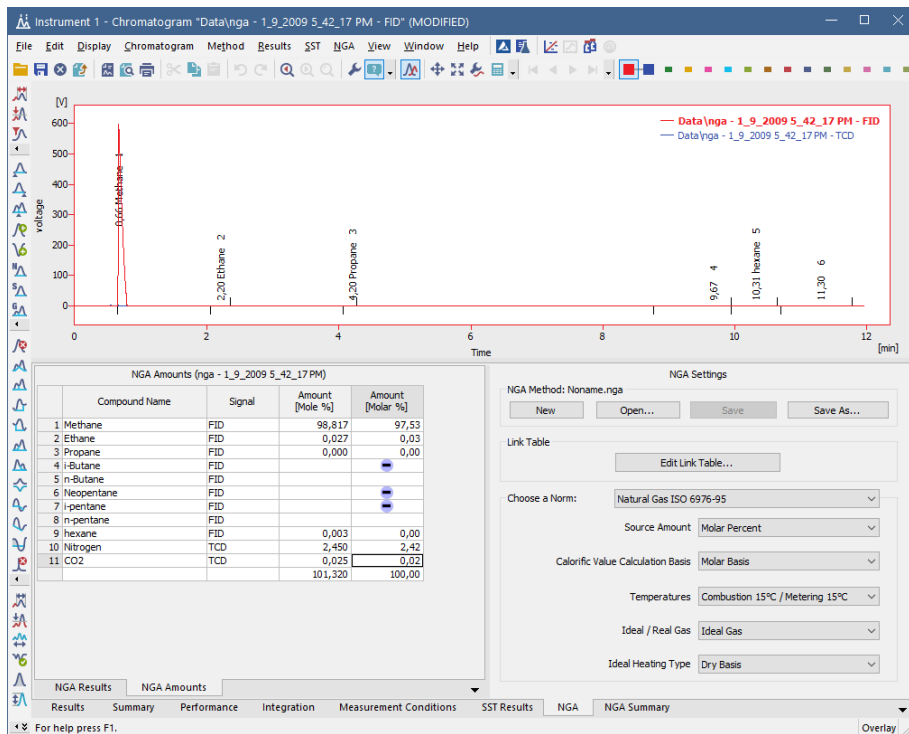 Instrument 1 - Chromatogram "Data\nga - 1_9_2009 5_42_17 PM - FID" (MODIFIED)
File Edit Display Chromatogram Method Results SST NGA View Window Help
[V]
600
500
400
300
200
100
0
voltage
Data\nga - 1_9_2009 5_42_17 PM - FID
Data\nga - 1_9_2009 5_42_17 PM - TCD
0,66 Methane 1
2,20 Ethane 2
4,20 Propane 3
9,67 4
10,31 hexane 5
11,30 6
0 2 4 6 8 10 12
Time
[min]
NGA Amounts (nga - 1_9_2009 5_42_17 PM)
Compound Name Signal Amount [Mole %] Amount [Molar %]
1 Methane FID 98,817 97,53
2 Ethane FID 0,027 0,03
3 Propane FID 0,000 0,00
4 i-Butane FID
5 n-Butane FID
6 Neopentane FID
7 i-pentane FID
8 n-pentane FID
9 hexane FID 0,003 0,00
10 Nitrogen TCD 2,450 2,42
11 CO2 TCD 0,025 0,02
101,320 100,00
NGA Results NGA Amounts
NGA Settings
NGA Method: Noname.nga
New Open... Save Save As...
Link Table
Edit Link Table...
Choose a Norm: Natural Gas ISO 6976-95
Source Amount Molar Percent
Calorific Value Calculation Basis Molar Basis
Temperatures Combustion 15°C / Metering 15°C
Ideal / Real Gas Ideal Gas
Ideal Heating Type Dry Basis
Results Summary Performance Integration Measurement Conditions SST Results NGA NGA Summary
For help press F1.
Overlay